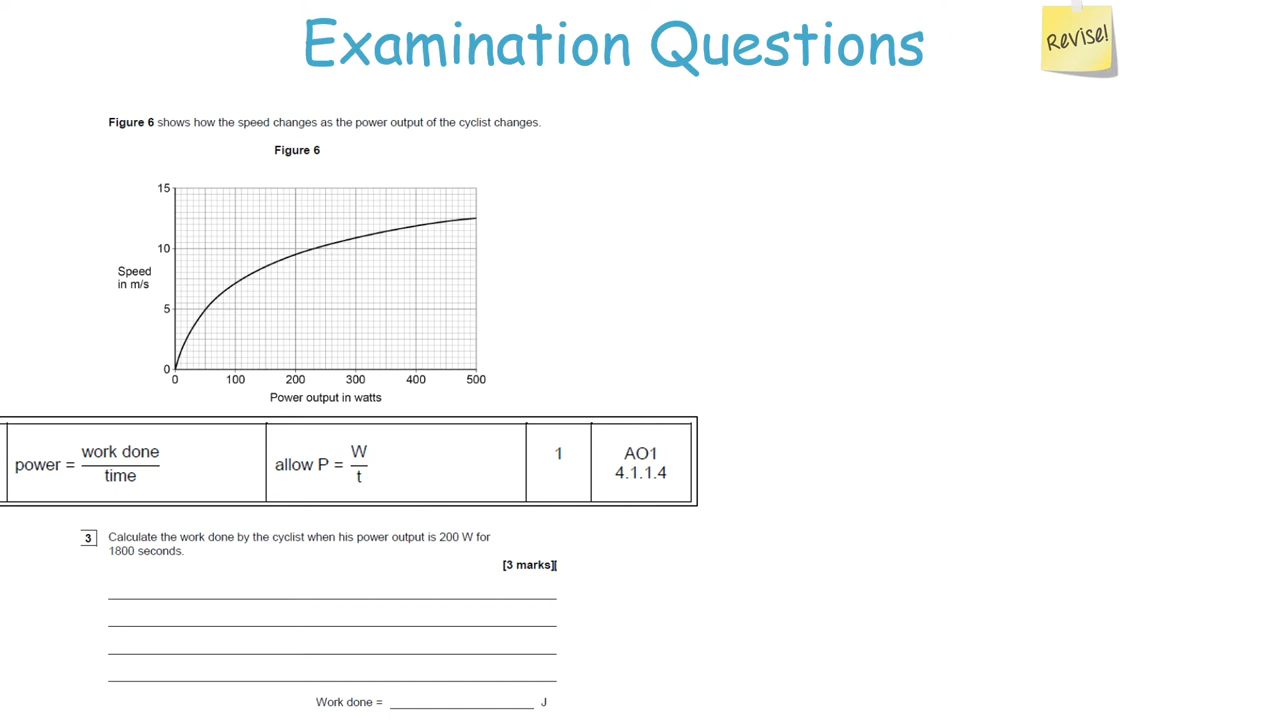 Examination Questions
Revise!
Figure 6 shows how the speed changes as the power output of the cyclist changes.
Figure 6
15
10
Speed
in m/s
5
0
0 100 200 300 400 500
Power output in watts
power = work done
time
allow P = W
t
1
AO1
4.1.1.4
3 Calculate the work done by the cyclist when his power output is 200 W for
1800 seconds.
[3 marks][
Work done = J